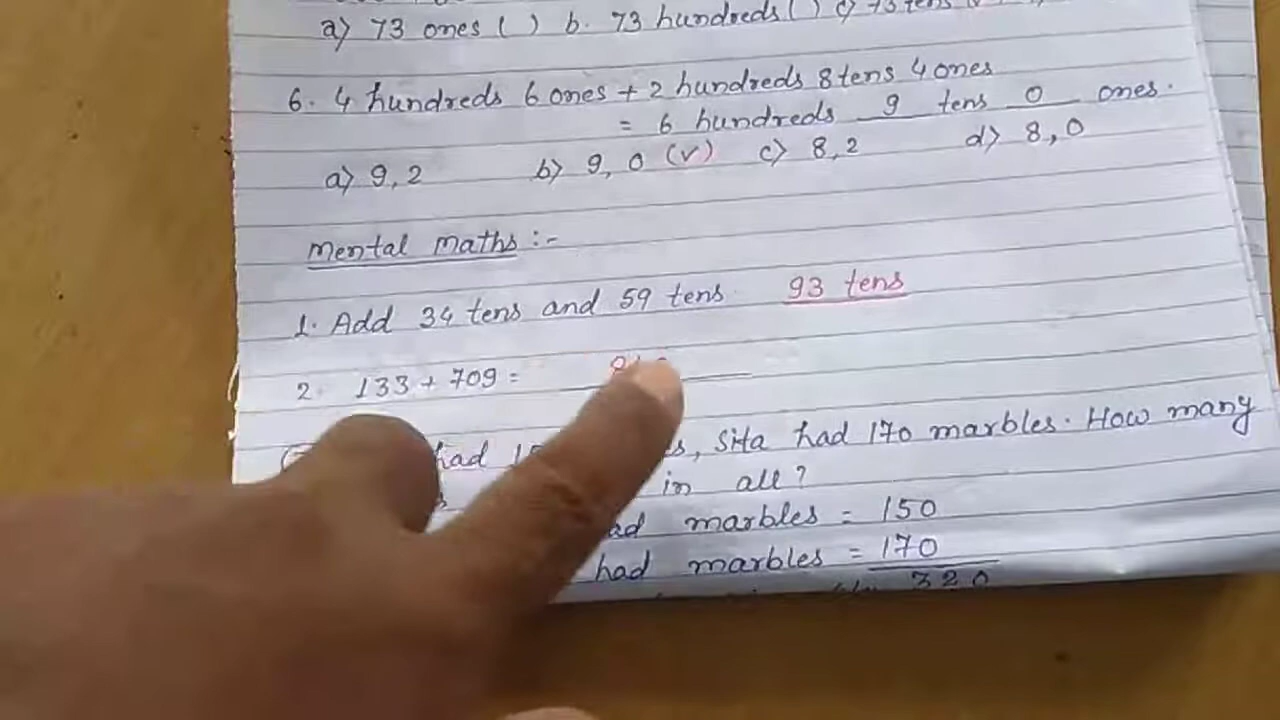 a) 73 ones ( ) b. 73 hundreds ( ) c) 73 tens
6. 4 hundreds 6 ones + 2 hundreds 8 tens 4 ones
= 6 hundreds 9 tens 0 ones.
a) 9, 2 b) 9, 0 (v) c) 8, 2 d) 8, 0
Mental maths :-
1. Add 34 tens and 59 tens 93 tens
2. 133 + 709 =
had Sita had 170 marbles. How many
in all?
marbles = 150
had marbles = 170
320